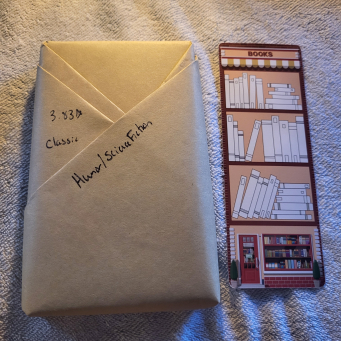 3.83
Classic
Humor/Science Fiction
BOOKS